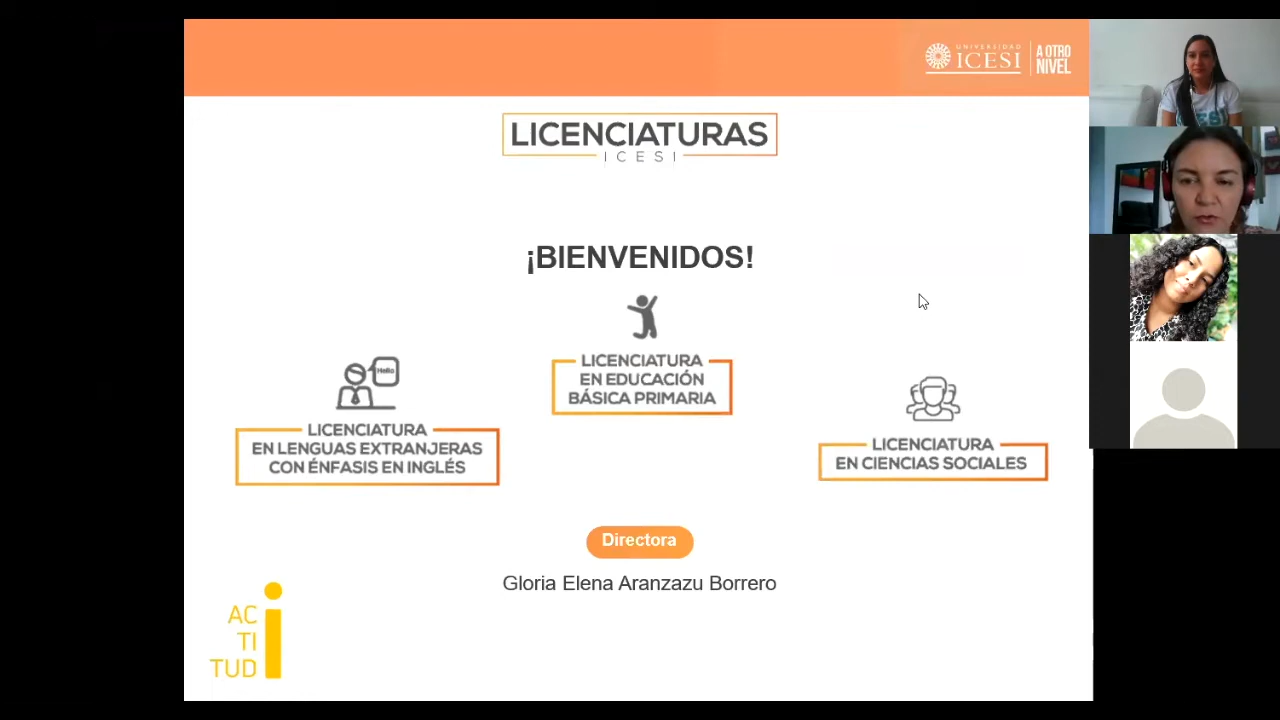 UNIVERSIDAD
ICESI
A OTRO
NIVEL
LICENCIATURAS
ICESI
¡BIENVENIDOS!
Hello
LICENCIATURA
EN LENGUAS EXTRANJERAS
CON ÉNFASIS EN INGLÉS
LICENCIATURA
EN EDUCACIÓN
BÁSICA PRIMARIA
LICENCIATURA
EN CIENCIAS SOCIALES
Directora
Gloria Elena Aranzazu Borrero
AC
TI
TUD
i